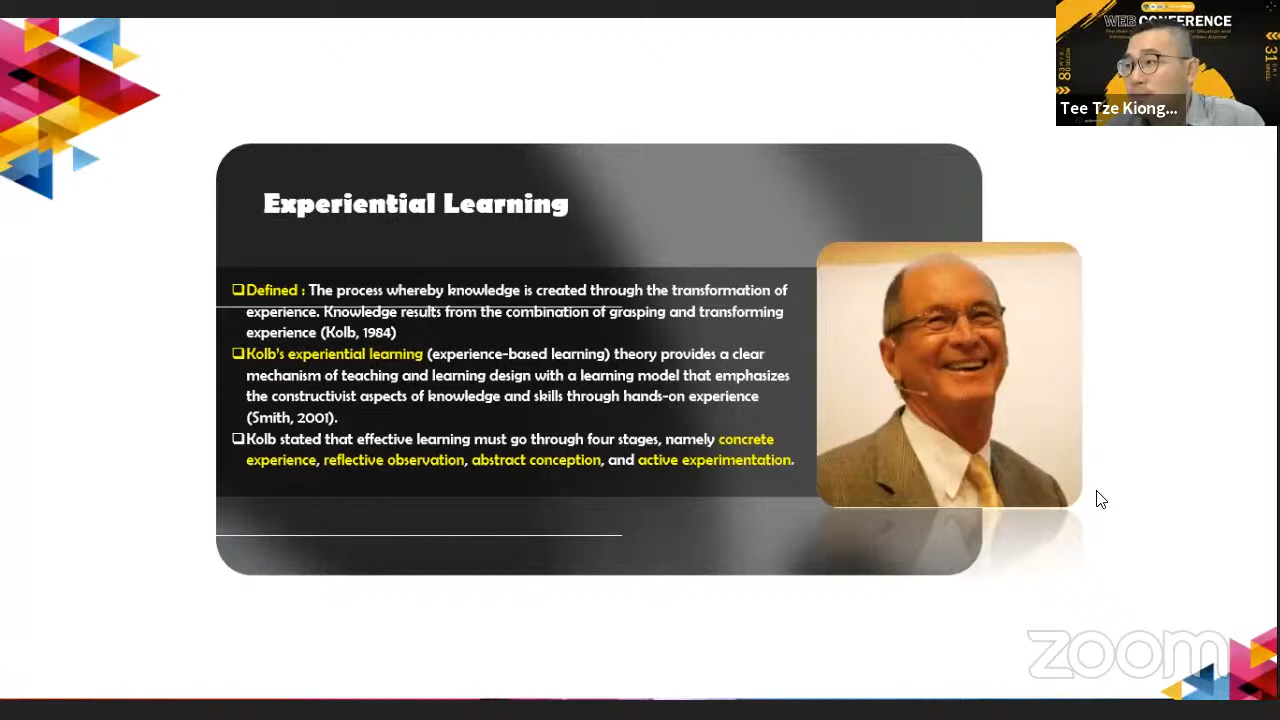 WEB CONFERENCE
Tee Tze Kiong...
Experiential Learning
Defined : The process whereby knowledge is created through the transformation of
experience. Knowledge results from the combination of grasping and transforming
experience (Kolb, 1984)
Kolb's experiential learning (experience-based learning) theory provides a clear
mechanism of teaching and learning design with a learning model that emphasizes
the constructivist aspects of knowledge and skills through hands-on experience
(Smith, 2001).
Kolb stated that effective learning must go through four stages, namely concrete
experience, reflective observation, abstract conception, and active experimentation.
zoom